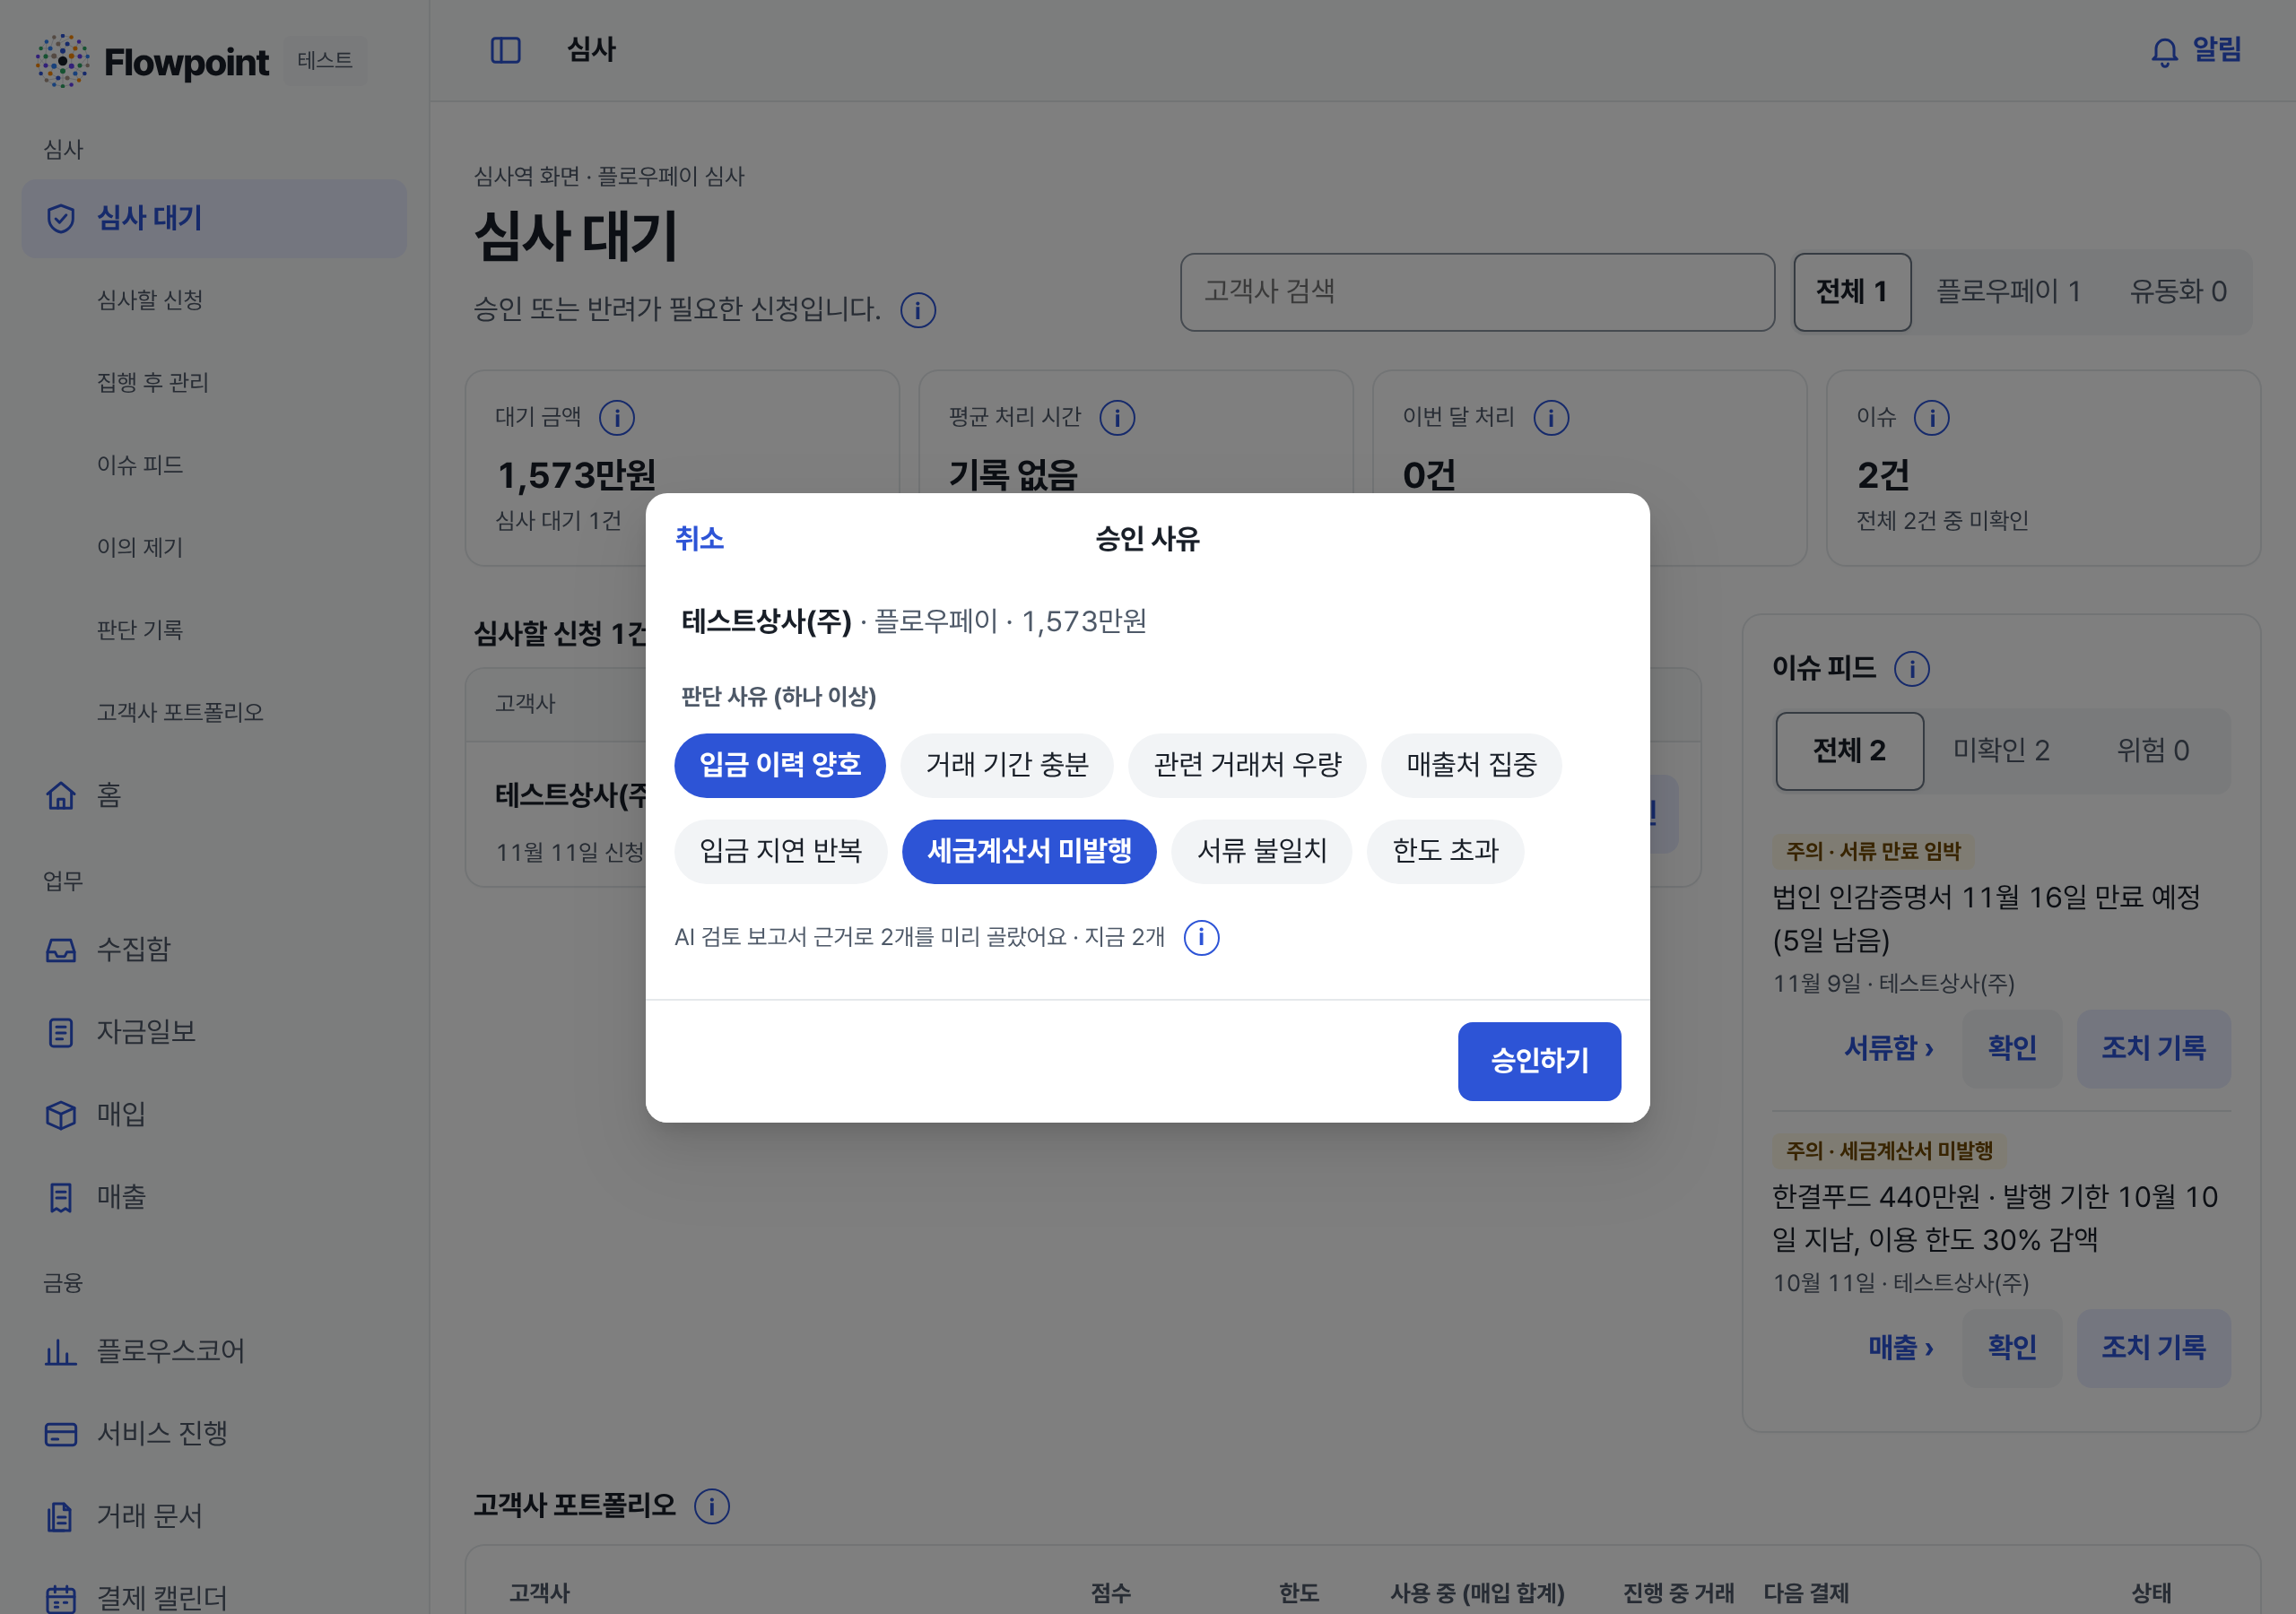 Flowpoint 테스트
심사
심사 대기
심사할 신청
집행 후 관리
이슈 피드
이의 제기
판단 기록
고객사 포트폴리오
홈
업무
수집함
자금일보
매입
매출
금융
플로우스코어
서비스 진행
거래 문서
결제 캘린더
심사
알림
심사역 화면 · 플로우페이 심사
심사 대기
승인 또는 반려가 필요한 신청입니다.
고객사 검색
전체 1 플로우페이 1 유동화 0
대기 금액
1,573만원
심사 대기 1건
평균 처리 시간
기록 없음
이번 달 처리
0건
이슈
2건
전체 2건 중 미확인
심사할 신청 1건
고객사
테스트상사(주
11월 11일 신청
취소
승인 사유
테스트상사(주) · 플로우페이 · 1,573만원
판단 사유 (하나 이상)
입금 이력 양호 거래 기간 충분 관련 거래처 우량 매출처 집중
입금 지연 반복 세금계산서 미발행 서류 불일치 한도 초과
AI 검토 보고서 근거로 2개를 미리 골랐어요 · 지금 2개
승인하기
이슈 피드
전체 2 미확인 2 위험 0
주의 · 서류 만료 임박
법인 인감증명서 11월 16일 만료 예정
(5일 남음)
11월 9일 · 테스트상사(주)
서류함 › 확인 조치 기록
주의 · 세금계산서 미발행
한결푸드 440만원 · 발행 기한 10월 10
일 지남, 이용 한도 30% 감액
10월 11일 · 테스트상사(주)
매출 › 확인 조치 기록
고객사 포트폴리오
고객사 점수 한도 사용 중 (매입 합계) 진행 중 거래 다음 결제 상태